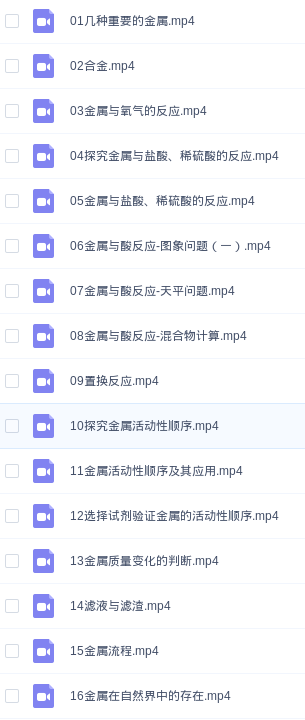 01几种重要的金属.mp4
02合金.mp4
03金属与氧气的反应.mp4
04探究金属与盐酸、稀硫酸的反应.mp4
05金属与盐酸、稀硫酸的反应.mp4
06金属与酸反应-图象问题（一）.mp4
07金属与酸反应-天平问题.mp4
08金属与酸反应-混合物计算.mp4
09置换反应.mp4
10探究金属活动性顺序.mp4
11金属活动性顺序及其应用.mp4
12选择试剂验证金属的活动性顺序.mp4
13金属质量变化的判断.mp4
14滤液与滤渣.mp4
15金属流程.mp4
16金属在自然界中的存在.mp4